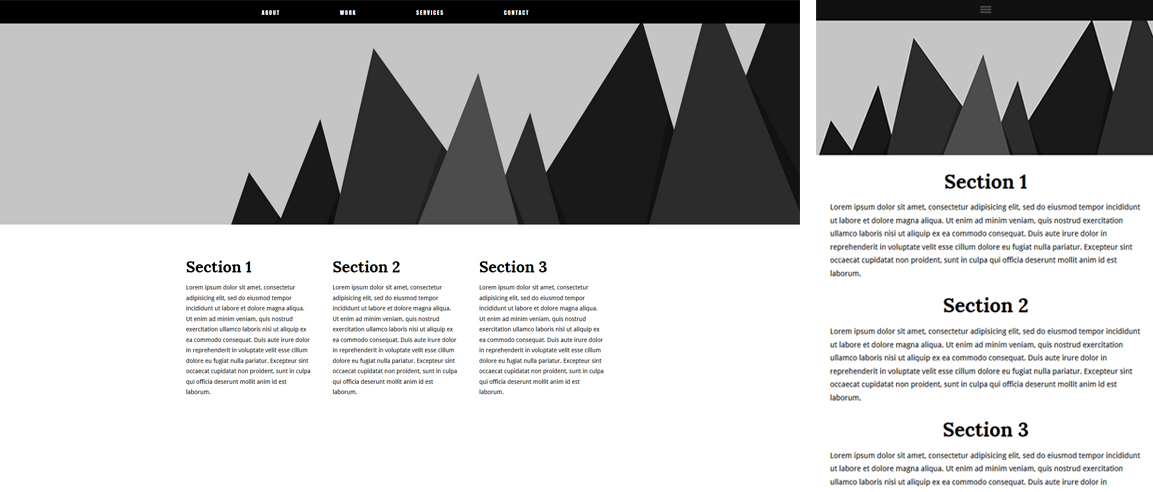 ABOUT WORK SERVICES CONTACT
Section 1
Lorem ipsum dolor sit amet, consectetur
adipisicing elit, sed do eiusmod tempor
incididunt ut labore et dolore magna aliqua.
Ut enim ad minim veniam, quis nostrud
exercitation ullamco laboris nisi ut aliquip ex
ea commodo consequat. Duis aute irure dolor
in reprehenderit in voluptate velit esse cillum
dolore eu fugiat nulla pariatur. Excepteur sint
occaecat cupidatat non proident, sunt in culpa
qui officia deserunt mollit anim id est
laborum.
Section 2
Lorem ipsum dolor sit amet, consectetur
adipisicing elit, sed do eiusmod tempor
incididunt ut labore et dolore magna aliqua.
Ut enim ad minim veniam, quis nostrud
exercitation ullamco laboris nisi ut aliquip ex
ea commodo consequat. Duis aute irure dolor
in reprehenderit in voluptate velit esse cillum
dolore eu fugiat nulla pariatur. Excepteur sint
occaecat cupidatat non proident, sunt in culpa
qui officia deserunt mollit anim id est
laborum.
Section 3
Lorem ipsum dolor sit amet, consectetur
adipisicing elit, sed do eiusmod tempor
incididunt ut labore et dolore magna aliqua.
Ut enim ad minim veniam, quis nostrud
exercitation ullamco laboris nisi ut aliquip ex
ea commodo consequat. Duis aute irure dolor
in reprehenderit in voluptate velit esse cillum
dolore eu fugiat nulla pariatur. Excepteur sint
occaecat cupidatat non proident, sunt in culpa
qui officia deserunt mollit anim id est
laborum.
Section 1
Lorem ipsum dolor sit amet, consectetur adipisicing elit, sed do eiusmod tempor incididunt
ut labore et dolore magna aliqua. Ut enim ad minim veniam, quis nostrud exercitation
ullamco laboris nisi ut aliquip ex ea commodo consequat. Duis aute irure dolor in
reprehenderit in voluptate velit esse cillum dolore eu fugiat nulla pariatur. Excepteur sint
occaecat cupidatat non proident, sunt in culpa qui officia deserunt mollit anim id est
laborum.
Section 2
Lorem ipsum dolor sit amet, consectetur adipisicing elit, sed do eiusmod tempor incididunt
ut labore et dolore magna aliqua. Ut enim ad minim veniam, quis nostrud exercitation
ullamco laboris nisi ut aliquip ex ea commodo consequat. Duis aute irure dolor in
reprehenderit in voluptate velit esse cillum dolore eu fugiat nulla pariatur. Excepteur sint
occaecat cupidatat non proident, sunt in culpa qui officia deserunt mollit anim id est
laborum.
Section 3
Lorem ipsum dolor sit amet, consectetur adipisicing elit, sed do eiusmod tempor incididunt
ut labore et dolore magna aliqua. Ut enim ad minim veniam, quis nostrud exercitation
ullamco laboris nisi ut aliquip ex ea commodo consequat. Duis aute irure dolor in